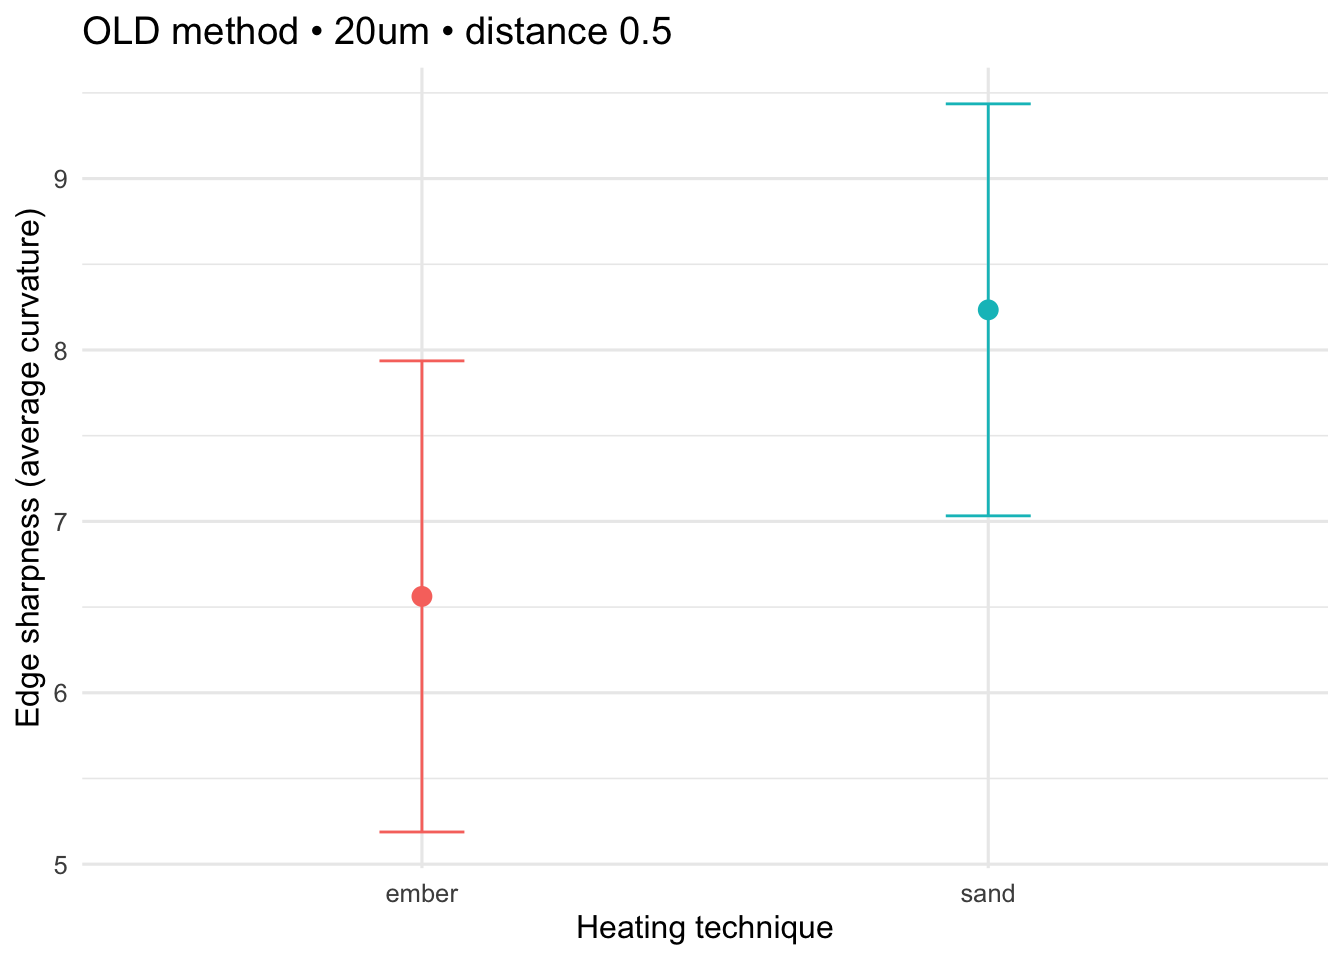 OLD method • 20um • distance 0.5
Edge sharpness (average curvature)
9
8
7
6
5
ember
sand
Heating technique